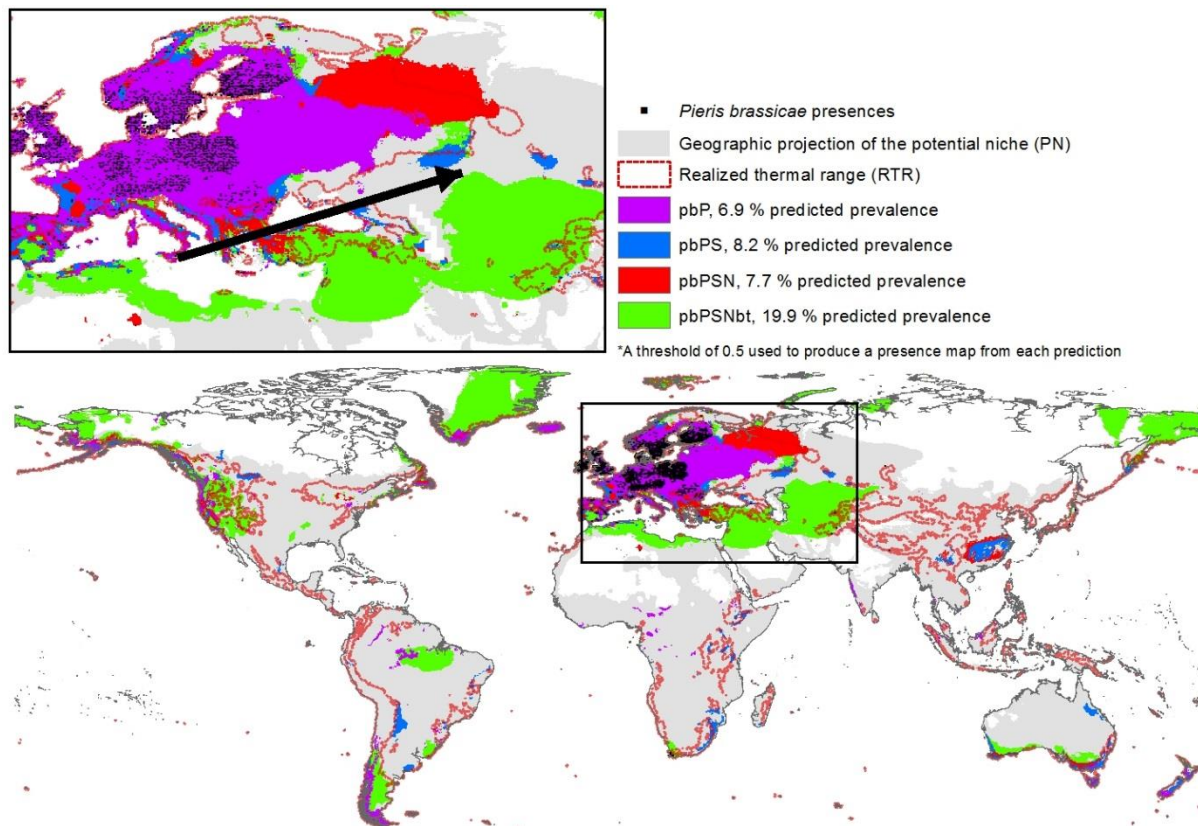 Pieris brassicae presences
Geographic projection of the potential niche (PN)
Realized thermal range (RTR)
pbP, 6.9 % predicted prevalence
pbPS, 8.2 % predicted prevalence
pbPSN, 7.7 % predicted prevalence
pbPSNbt, 19.9 % predicted prevalence
*A threshold of 0.5 used to produce a presence map from each prediction